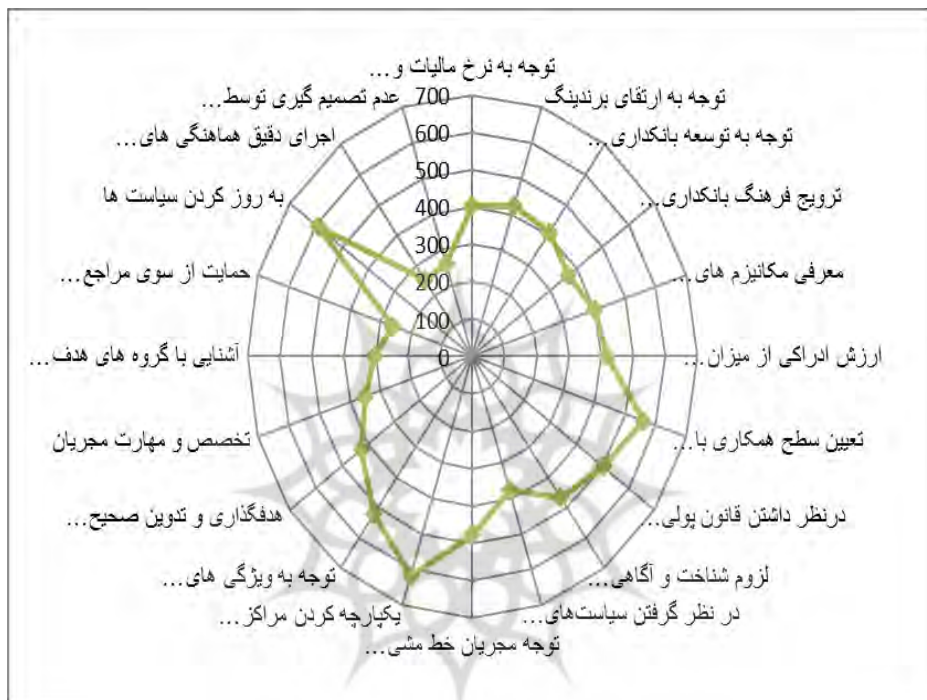 توجه به نرخ مالیات و...
توجه به ارتقای برندینگ
توجه به توسعه بانکداری...
ترویج فرهنگ بانکداری...
معرفی مکانیزم های...
ارزش ادراکی از میزان...
تعیین سطح همکاری با...
درنظر داشتن قانون پولی...
لزوم شناخت و آگاهی...
در نظر گرفتن سیاست‌های...
توجه مجریان خط مشی...
یکپارچه کردن مراکز...
توجه به ویژگی های...
هدفگذاری و تدوین صحیح...
تخصص و مهارت مجریان
آشنایی با گروه های هدف...
حمایت از سوی مراجع...
به روز کردن سیاست ها
اجرای دقیق هماهنگی های...
عدم تصمیم گیری توسط...
700
600
500
400
300
200
100
0